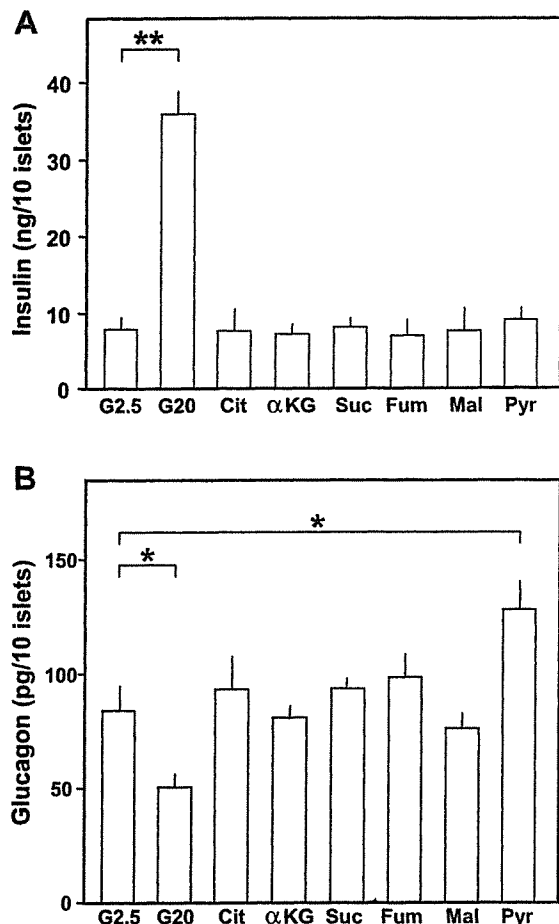 A
**
Insulin (ng/10 islets)
40
30
20
10
0
G2.5 G20 Cit αKG Suc Fum Mal Pyr
B
*
*
Glucagon (pg/10 islets)
150
100
50
0
G2.5 G20 Cit αKG Suc Fum Mal Pyr